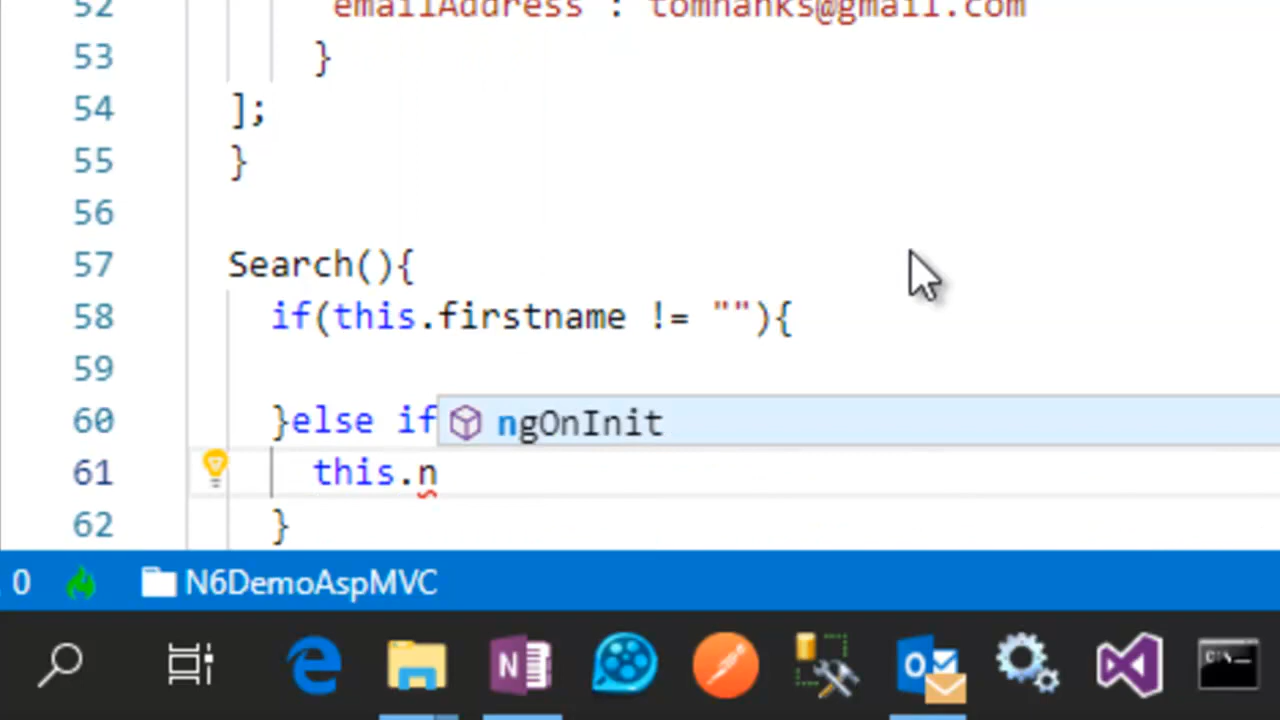 52 emailAddress : tomhanks@gmail.com
53 }
54 ];
55 }
56
57 Search(){
58 if(this.firstname != ""){
59
60 }else if ngOnInit
61 this.n
62 }
0 N6DemoAspMVC